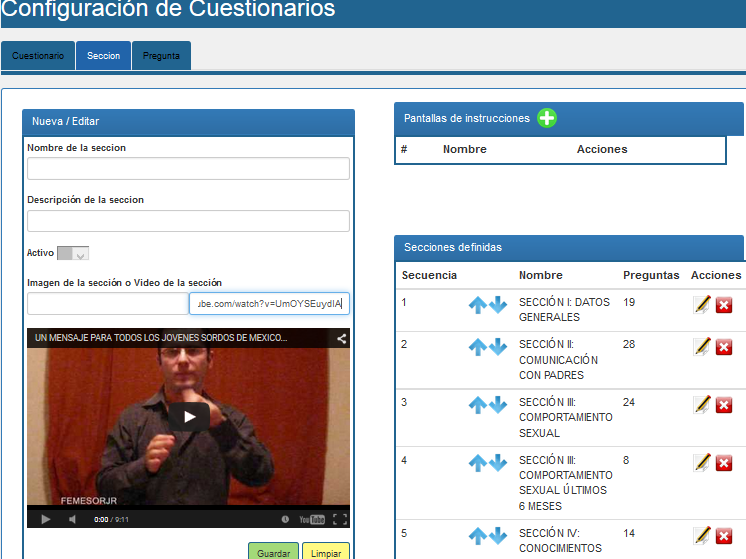 Configuración de Cuestionarios
Cuestionario
Seccion
Pregunta
Nueva / Editar
Nombre de la seccion
Descripción de la seccion
Activo
Imagen de la sección o Video de la sección
ube.com/watch?v=UmOYSEuydIA
UN MENSAJE PARA TODOS LOS JOVENES SORDOS DE MEXICO...
FEMESORJR
0:00 / 9:11
YouTube
Guardar
Limpiar
Pantallas de instrucciones
# Nombre Acciones
Secciones definidas
Secuencia Nombre Preguntas Acciones
1 SECCIÓN I: DATOS 19
GENERALES
2 SECCIÓN II: 28
COMUNICACIÓN
CON PADRES
3 SECCIÓN III: 24
COMPORTAMIENTO
SEXUAL
4 SECCIÓN III: 8
COMPORTAMIENTO
SEXUAL ÚLTIMOS
6 MESES
5 SECCIÓN IV: 14
CONOCIMIENTOS